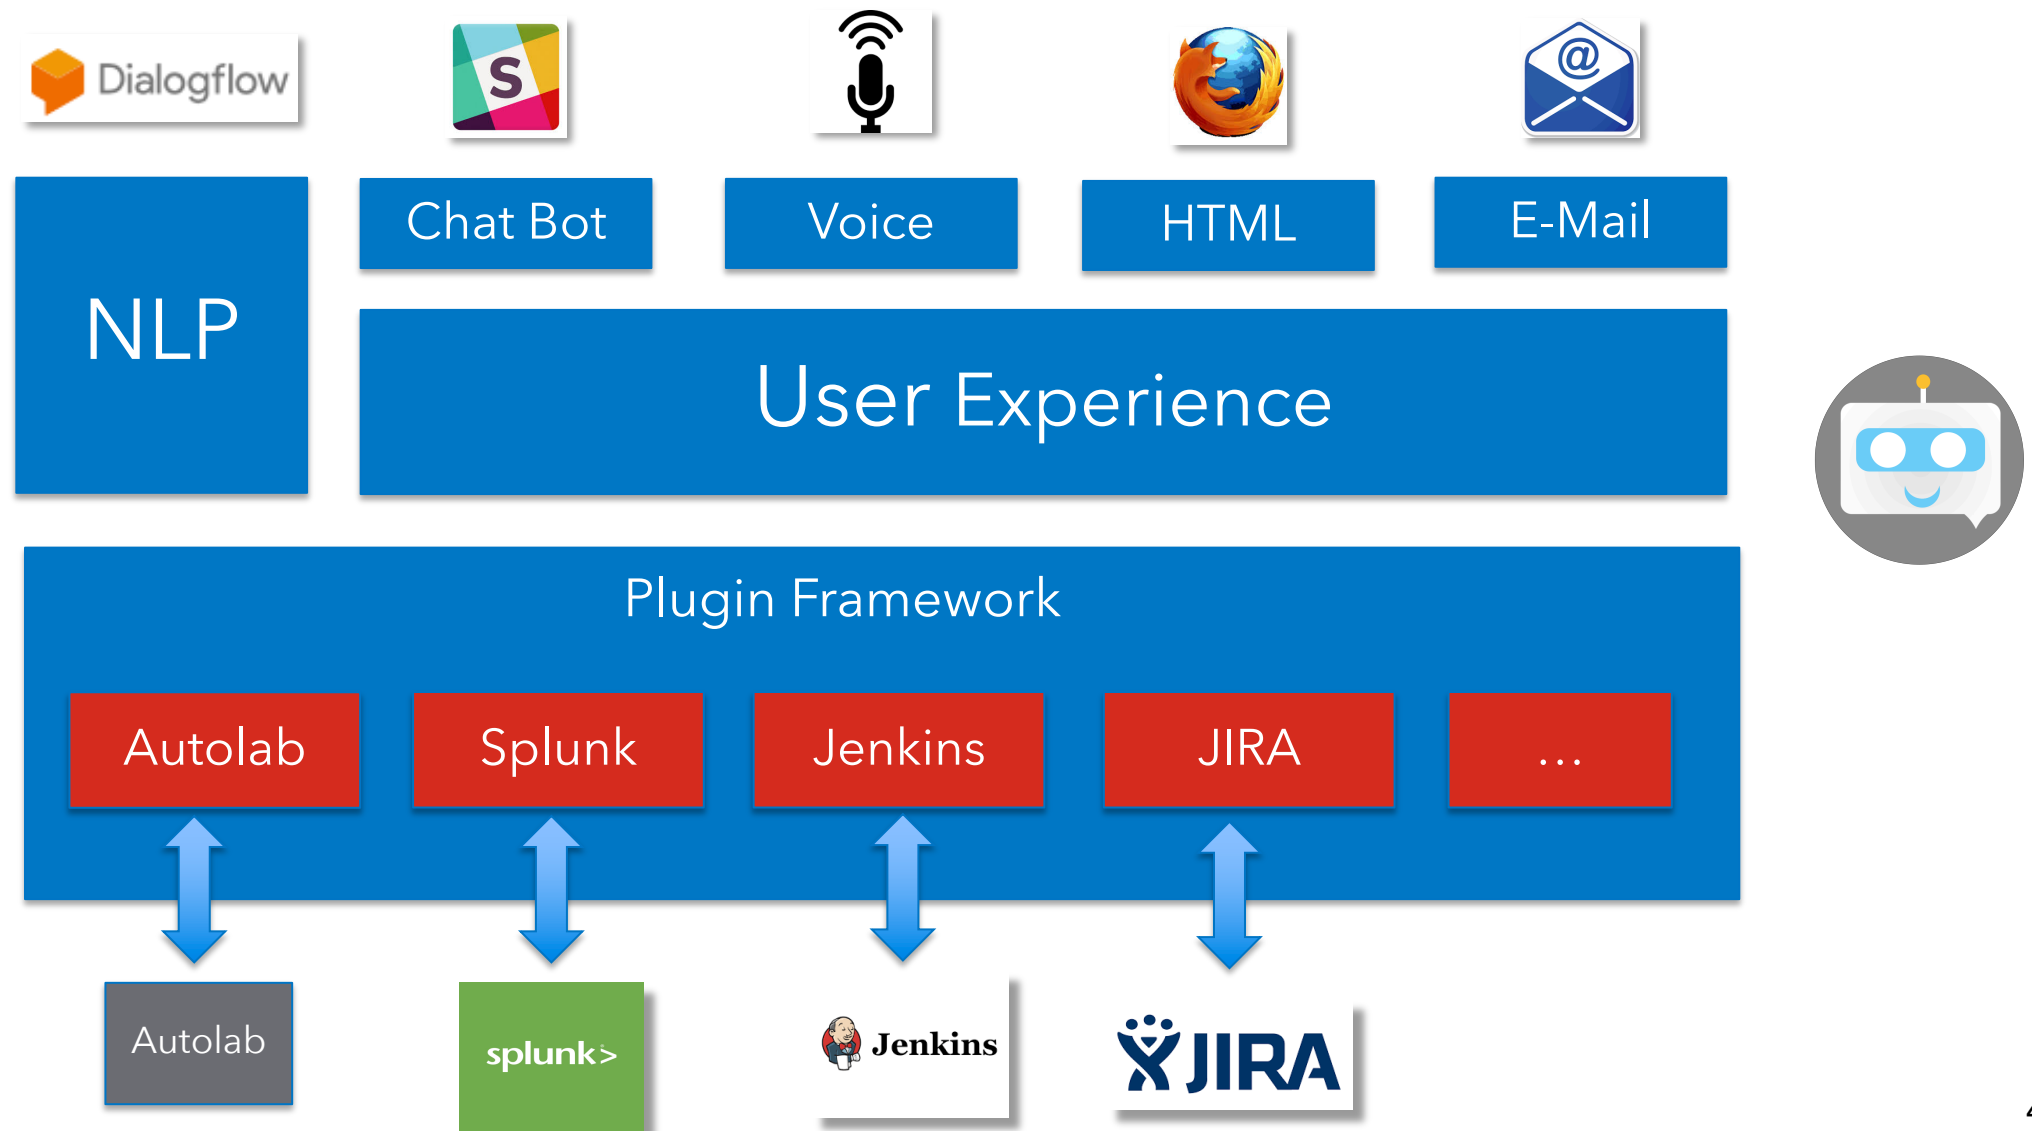 Dialogflow
S
@
NLP
Chat Bot
Voice
HTML
E-Mail
User Experience
Plugin Framework
Autolab
Splunk
Jenkins
JIRA
...
Autolab
splunk>
Jenkins
JIRA